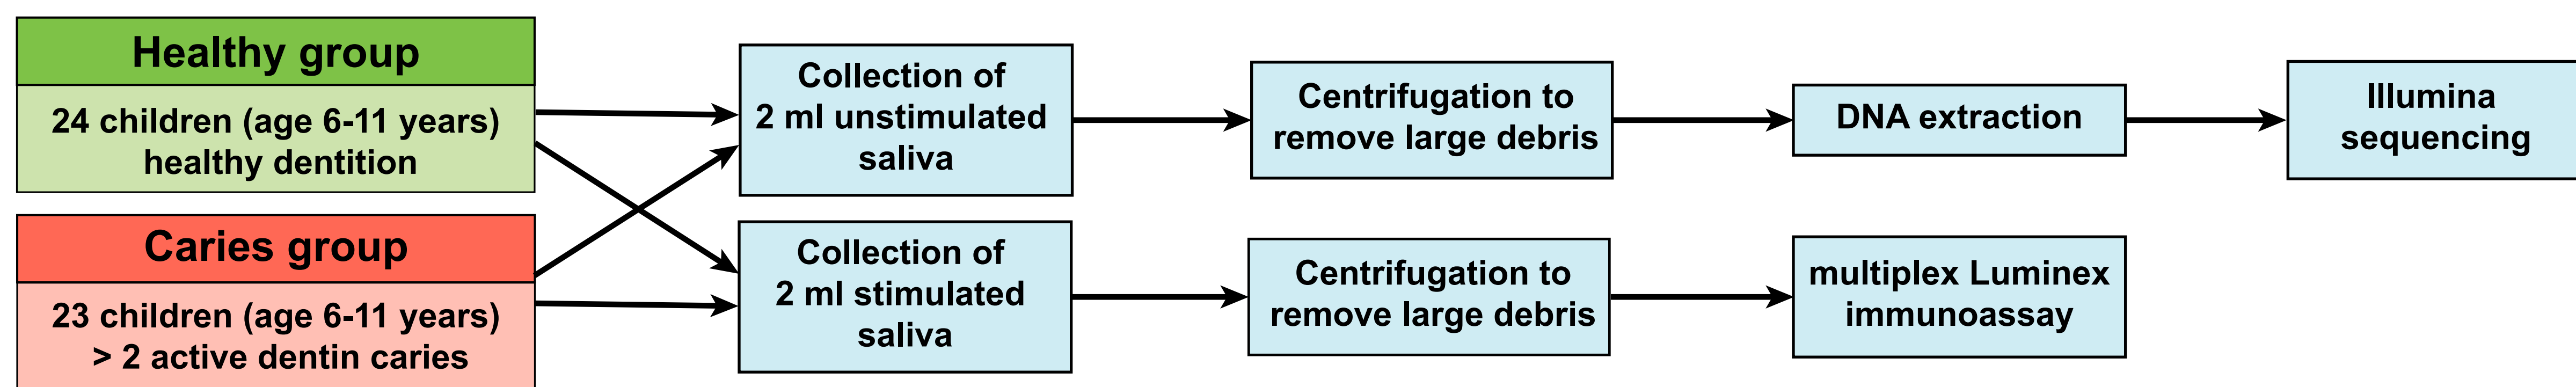 Healthy group
24 children (age 6-11 years)
healthy dentition
Caries group
23 children (age 6-11 years)
> 2 active dentin caries
Collection of
2 ml unstimulated
saliva
Centrifugation to
remove large debris
DNA extraction
Illumina
sequencing
Collection of
2 ml stimulated
saliva
Centrifugation to
remove large debris
multiplex Luminex
immunoassay